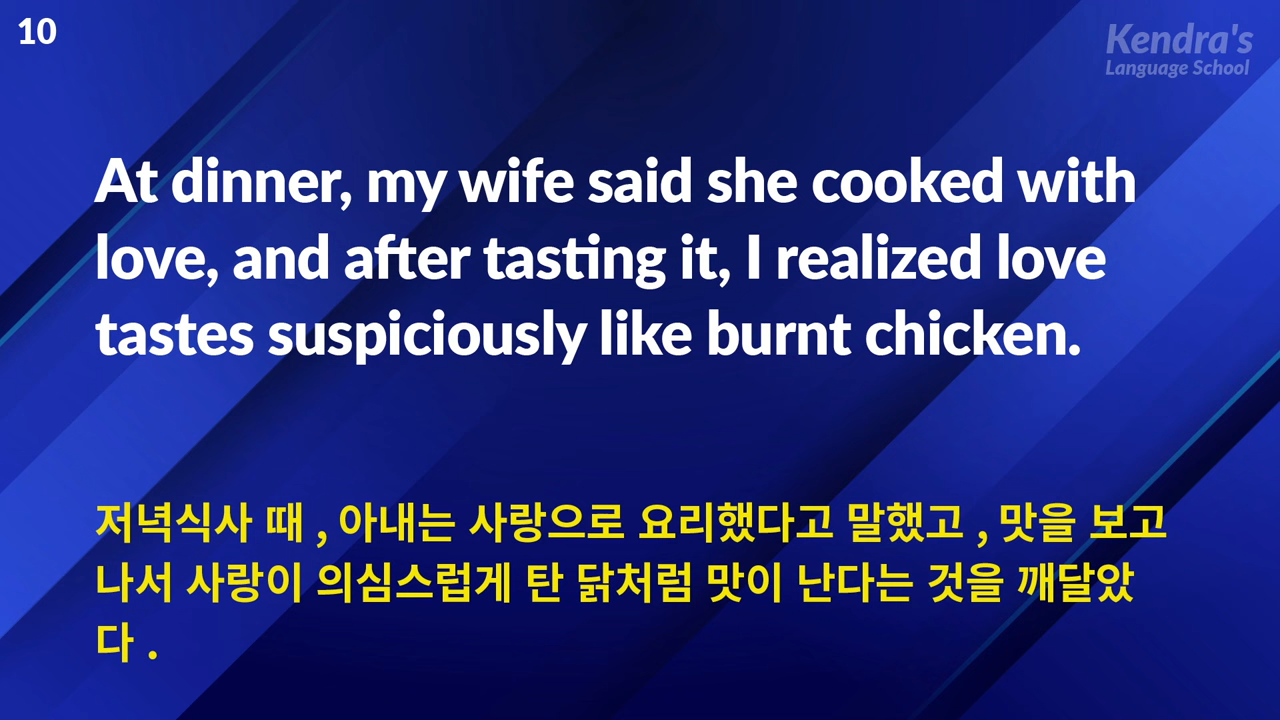 10
Kendra's
Language School
At dinner, my wife said she cooked with
love, and after tasting it, I realized love
tastes suspiciously like burnt chicken.
저녁식사 때 , 아내는 사랑으로 요리했다고 말했고 , 맛을 보고
나서 사랑이 의심스럽게 탄 닭처럼 맛이 난다는 것을 깨달았
다 .